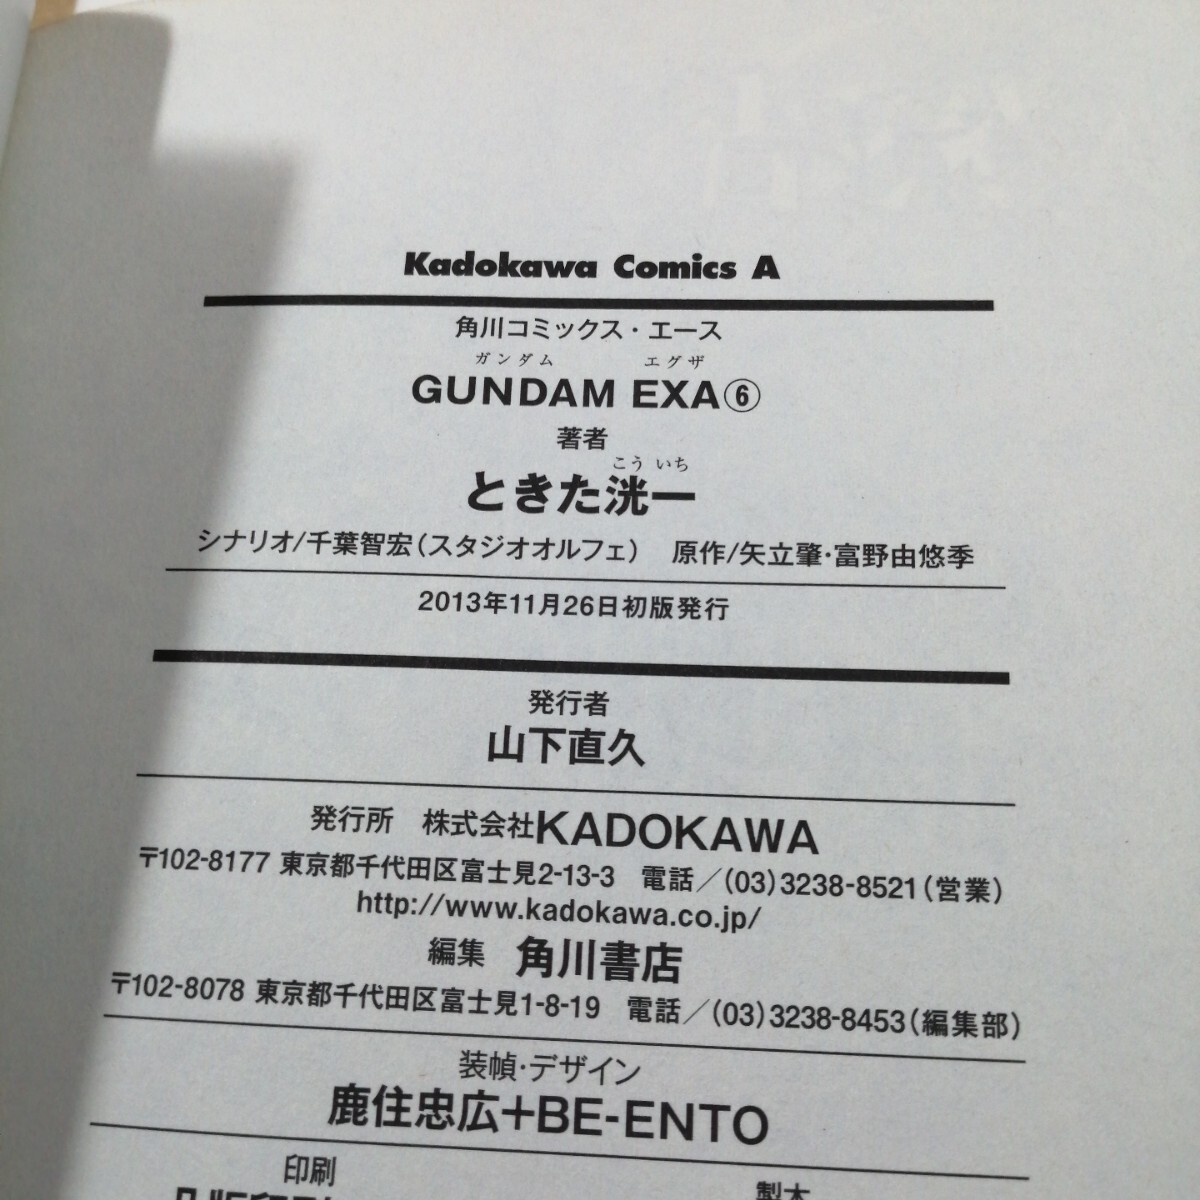 Kadokawa Comics A
角川コミックス・エース
ガンダム エグザ
GUNDAM EXA⑥
著者
こう いち
ときた洸一
シナリオ/千葉智宏(スタジオオルフェ) 原作/矢立肇・富野由悠季
2013年11月26日初版発行
発行者
山下直久
発行所 株式会社KADOKAWA
〒102-8177 東京都千代田区富士見2-13-3 電話／(03)3238-8521(営業)
http://www.kadokawa.co.jp/
編集 角川書店
〒102-8078 東京都千代田区富士見1-8-19 電話／(03)3238-8453(編集部)
装幀・デザイン
鹿住忠広+BE-ENTO
印刷 製本